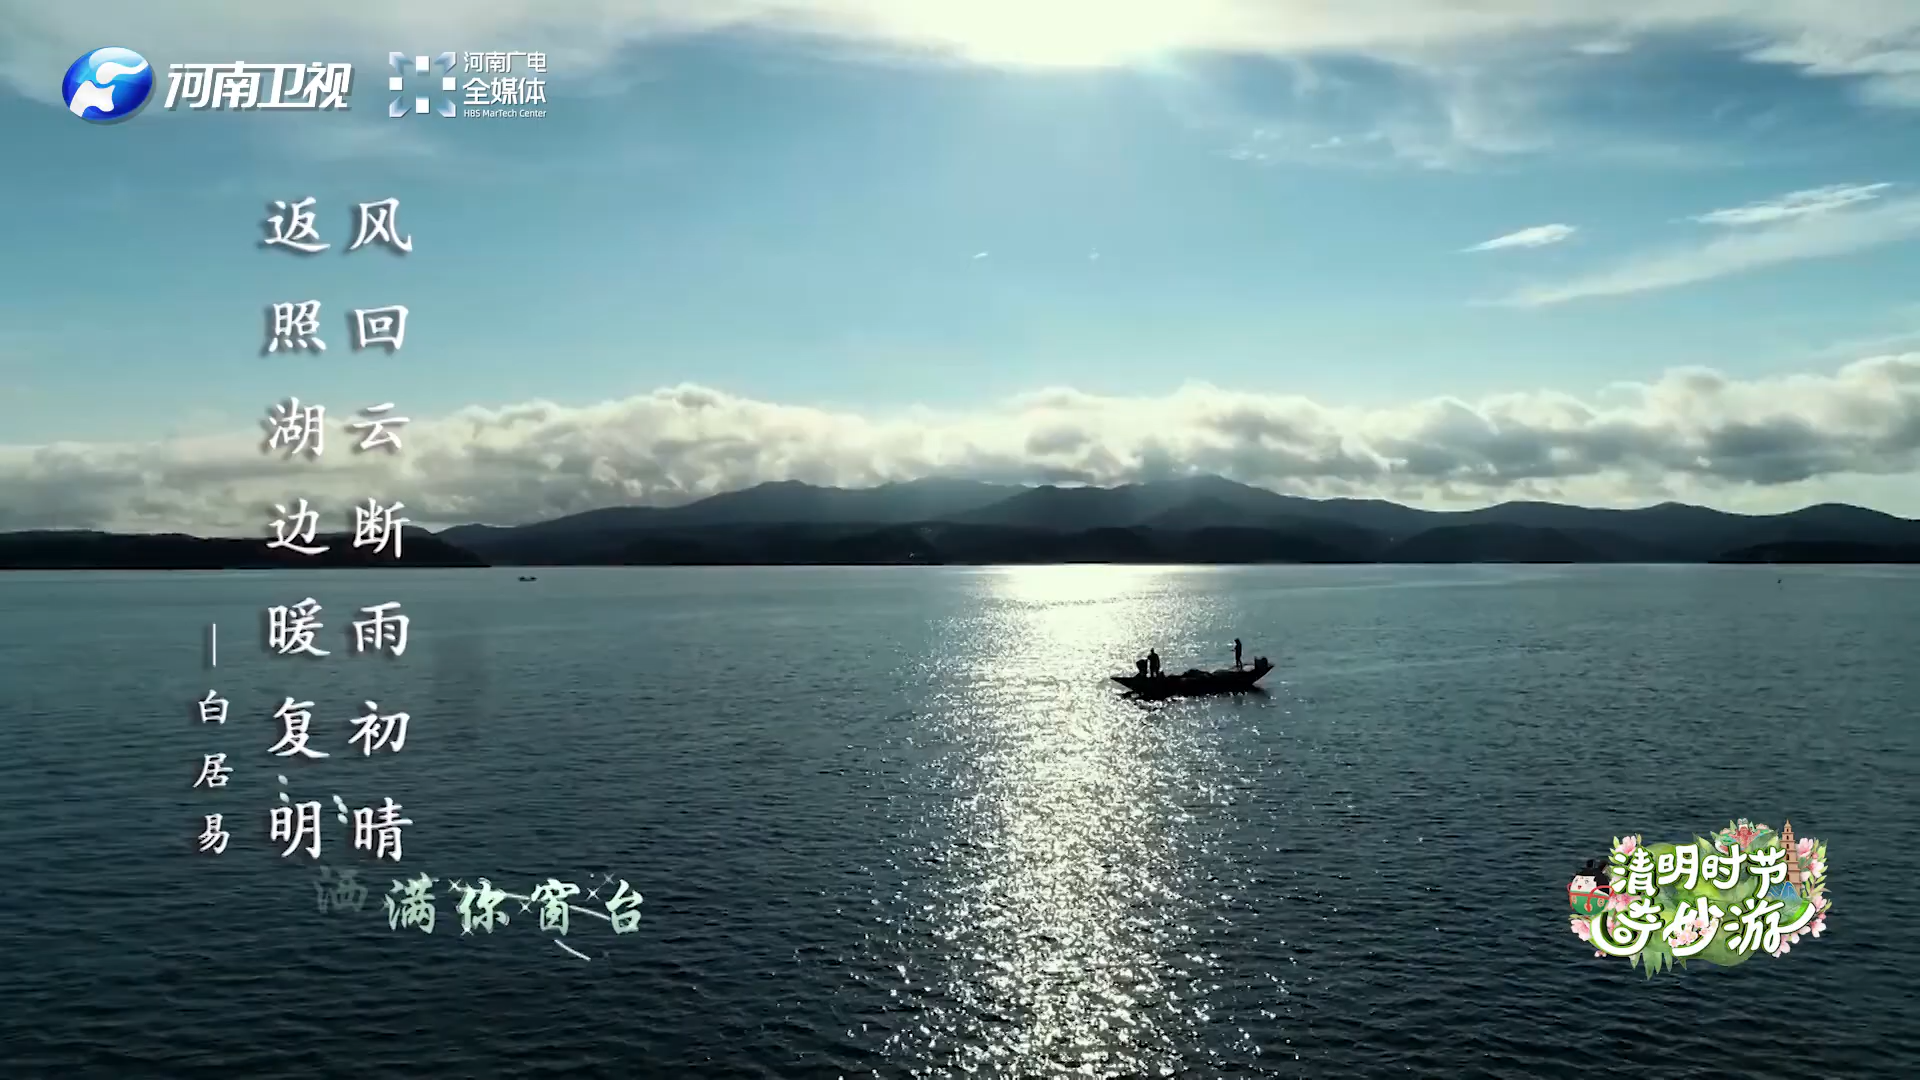 河南卫视
河南广电
全媒体
HBS MarTech Center
风回云断雨初晴
返照湖边暖复明
—白居易
洒满你窗台
清明时节
奇妙游